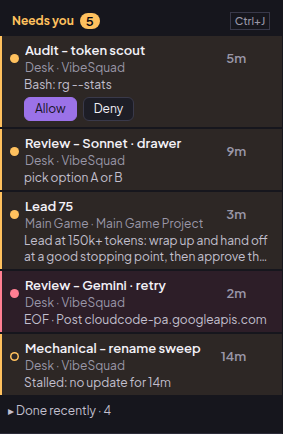 Needs you 5 Ctrl+J
Audit – token scout 5m
Desk · VibeSquad
Bash: rg --stats
Allow Deny
Review – Sonnet · drawer 9m
Desk · VibeSquad
pick option A or B
Lead 75 3m
Main Game · Main Game Project
Lead at 150k+ tokens: wrap up and hand off
at a good stopping point, then approve th...
Review – Gemini · retry 2m
Desk · VibeSquad
EOF · Post cloudcode-pa.googleapis.com
Mechanical – rename sweep 14m
Desk · VibeSquad
Stalled: no update for 14m
▸ Done recently · 4